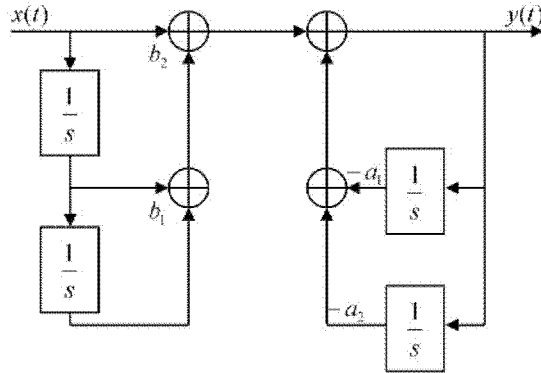 x(t) y(t)
b₂
1/s
-a₁ 1/s
b₁
1/s
-a₂ 1/s